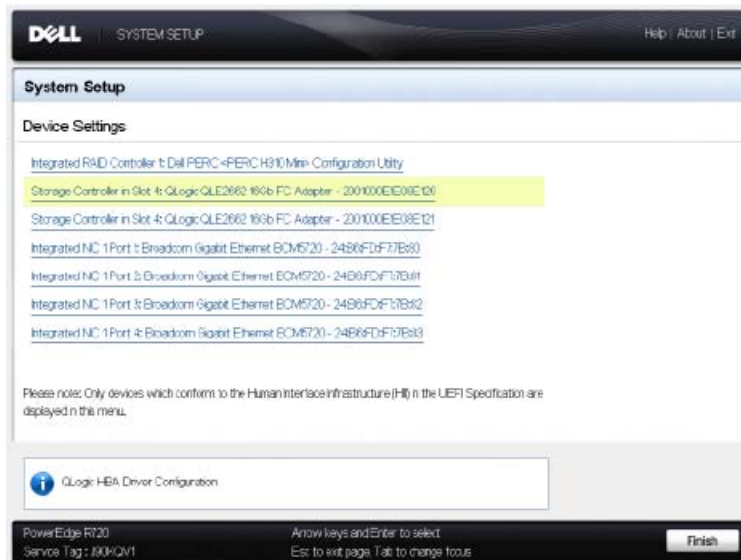 DELL
SYSTEM SETUP
Help | About | Exit
System Setup
Device Settings
Integrated RAID Controller 1: Dell PERC <PERC H310 Mini> Configuration Utility
Storage Controller in Slot 4: QLogic QLE2662 16Gb FC Adapter - 2001000E1E08E120
Storage Controller in Slot 4: QLogic QLE2662 16Gb FC Adapter - 2001000E1E08E121
Integrated NIC 1 Port 1: Broadcom Gigabit Ethernet BCM5720 -
Integrated NIC 1 Port 2: Broadcom Gigabit Ethernet BCM5720 -
Integrated NIC 1 Port 3: Broadcom Gigabit Ethernet BCM5720 -
Integrated NIC 1 Port 4: Broadcom Gigabit Ethernet BCM5720 -
Please note: Only devices which conform to the Human Interface Infrastructure (HII) in the UEFI Specification are
displayed in this menu.
QLogic HBA Driver Configuration
PowerEdge R720
Arrow keys and Enter to select
Service Tag : J90KQV1
Esc to exit page, Tab to change focus
Finish